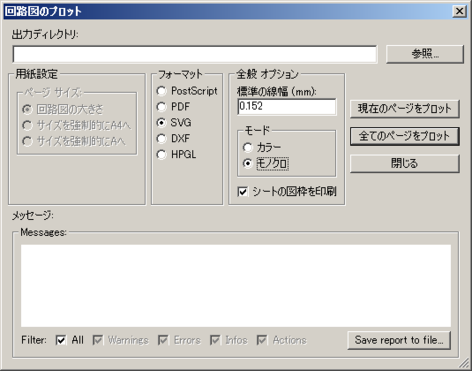 回路図のプロット
出力ディレクトリ:
参照...
用紙設定
ページ サイズ:
回路図の大きさ
サイズを強制的にA4へ
サイズを強制的にAへ
フォーマット
PostScript
PDF
SVG
DXF
HPGL
全般 オプション
標準の線幅 (mm):
0.152
モード
カラー
モノクロ
シートの図枠を印刷
現在のページをプロット
全てのページをプロット
閉じる
メッセージ:
Messages:
Filter: All Warnings Errors Infos Actions
Save report to file...